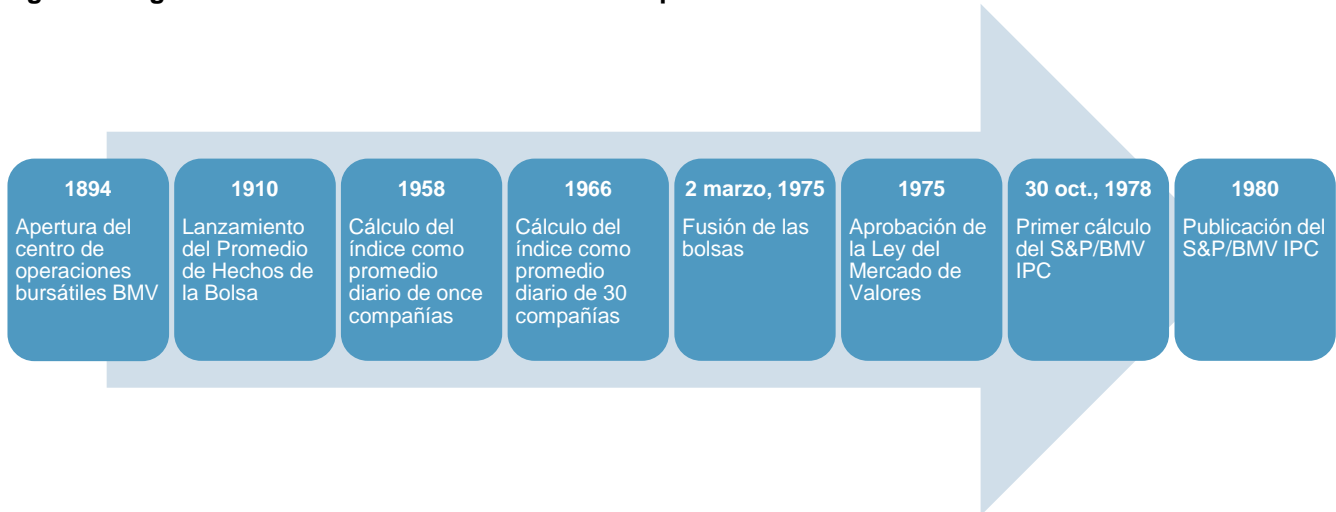 1894
Apertura del
centro de
operaciones
bursátiles BMV
1910
Lanzamiento
del Promedio
de Hechos de
la Bolsa
1958
Cálculo del
índice como
promedio
diario de once
compañías
1966
Cálculo del
índice como
promedio
diario de 30
compañías
2 marzo, 1975
Fusión de las
bolsas
1975
Aprobación de
la Ley del
Mercado de
Valores
30 oct., 1978
Primer cálculo
del S&P/BMV
IPC
1980
Publicación del
S&P/BMV IPC